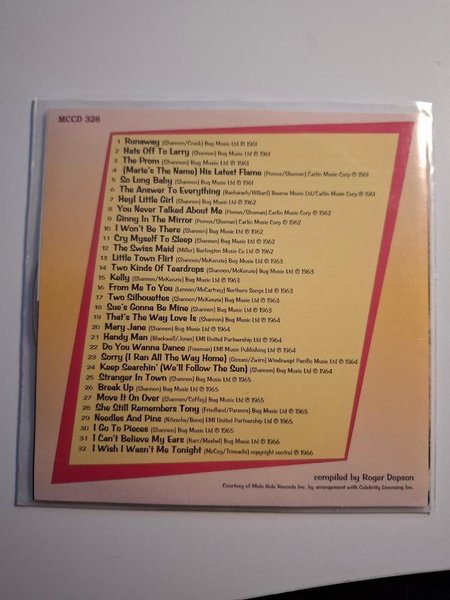 MCCD 326
1 Runaway (Shannon/Crook) Bug Music Ltd ℗ 1961
2 Hats Off To Larry (Shannon) Bug Music Ltd ℗ 1961
3 The Prom (Shannon) Bug Music Ltd ℗ 1961
4 (Marie's The Name) His Latest Flame (Pomus/Shuman) Carlin Music Corp ℗ 1961
5 So Long Baby (Shannon) Bug Music Ltd ℗ 1961
6 The Answer To Everything (Bacharach/Hilliard) Bourne Music Ltd/Carlin Music Corp ℗ 1961
7 Hey! Little Girl (Shannon) Bug Music Ltd ℗ 1962
8 You Never Talked About Me (Pomus/Shuman) Carlin Music Corp ℗ 1962
9 Ginny In The Mirror (Pomus/Shuman) Carlin Music Corp ℗ 1962
10 I Won't Be There (Shannon) Bug Music Ltd ℗ 1962
11 Cry Myself To Sleep (Shannon) Bug Music Ltd ℗ 1962
12 The Swiss Maid (Miller) Burlington Music Co Ltd ℗ 1962
13 Little Town Flirt (Shannon/McKenzie) Bug Music Ltd ℗ 1963
14 Two Kinds Of Teardrops (Shannon/McKenzie) Bug Music Ltd ℗ 1963
15 Kelly (Shannon/McKenzie) Bug Music Ltd ℗ 1963
16 From Me To You (Lennon/McCartney) Northern Songs Ltd ℗ 1963
17 Two Silhouettes (Shannon/McKenzie) Bug Music Ltd ℗ 1963
18 Sue's Gonna Be Mine (Shannon) Bug Music Ltd ℗ 1963
19 That's The Way Love Is (Shannon) Bug Music Ltd ℗ 1964
20 Mary Jane (Shannon) Bug Music Ltd ℗ 1964
21 Handy Man (Blackwell/Jones) EMI United Partnership Ltd ℗ 1964
22 Do You Wanna Dance (Freeman) EMI Music Publishing Ltd ℗ 1964
23 Sorry (I Ran All The Way Home) (Giosasi/Zwirn) Windswept Pacific Music Ltd ℗ 1964
24 Keep Searchin' (We'll Follow The Sun) (Shannon) Bug Music Ltd ℗ 1964
25 Stranger In Town (Shannon) Bug Music Ltd ℗ 1965
26 Break Up (Shannon) Bug Music Ltd ℗ 1965
27 Move It On Over (Shannon/Coffey) Bug Music Ltd ℗ 1965
28 She Still Remembers Tony (Friedland/Parsons) Bug Music Ltd ℗ 1965
29 Needles And Pins (Nitzsche/Bono) EMI United Partnership Ltd ℗ 1965
30 I Go To Pieces (Shannon) Bug Music Ltd ℗ 1965
31 I Can't Believe My Ears (Barr/Meshel) Bug Music Ltd ℗ 1966
32 I Wish I Wasn't Me Tonight (McCoy/Trimachi) copyright control ℗ 1966
compiled by Roger Dopson
Courtesy of Mole Hole Records Inc. by arrangement with Celebrity Licensing Inc.